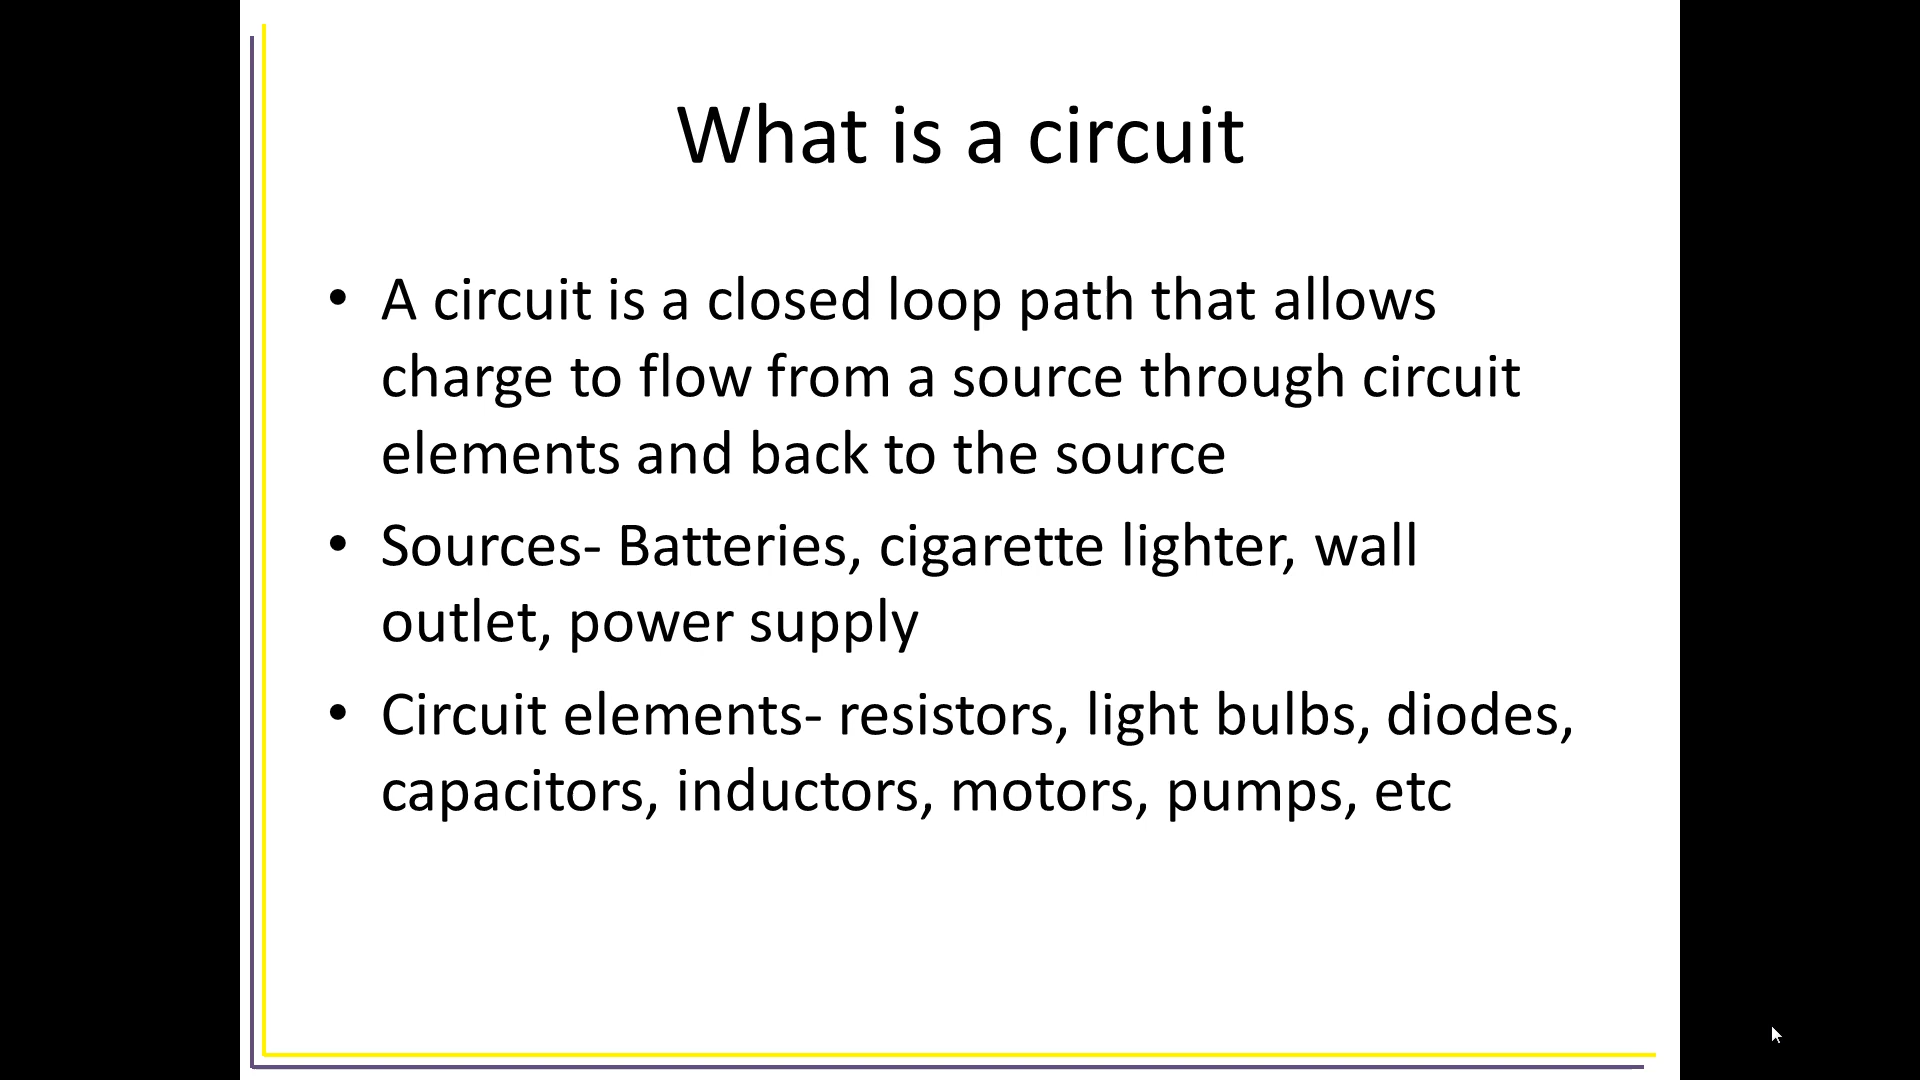 What is a circuit
• A circuit is a closed loop path that allows
charge to flow from a source through circuit
elements and back to the source
• Sources- Batteries, cigarette lighter, wall
outlet, power supply
• Circuit elements- resistors, light bulbs, diodes,
capacitors, inductors, motors, pumps, etc